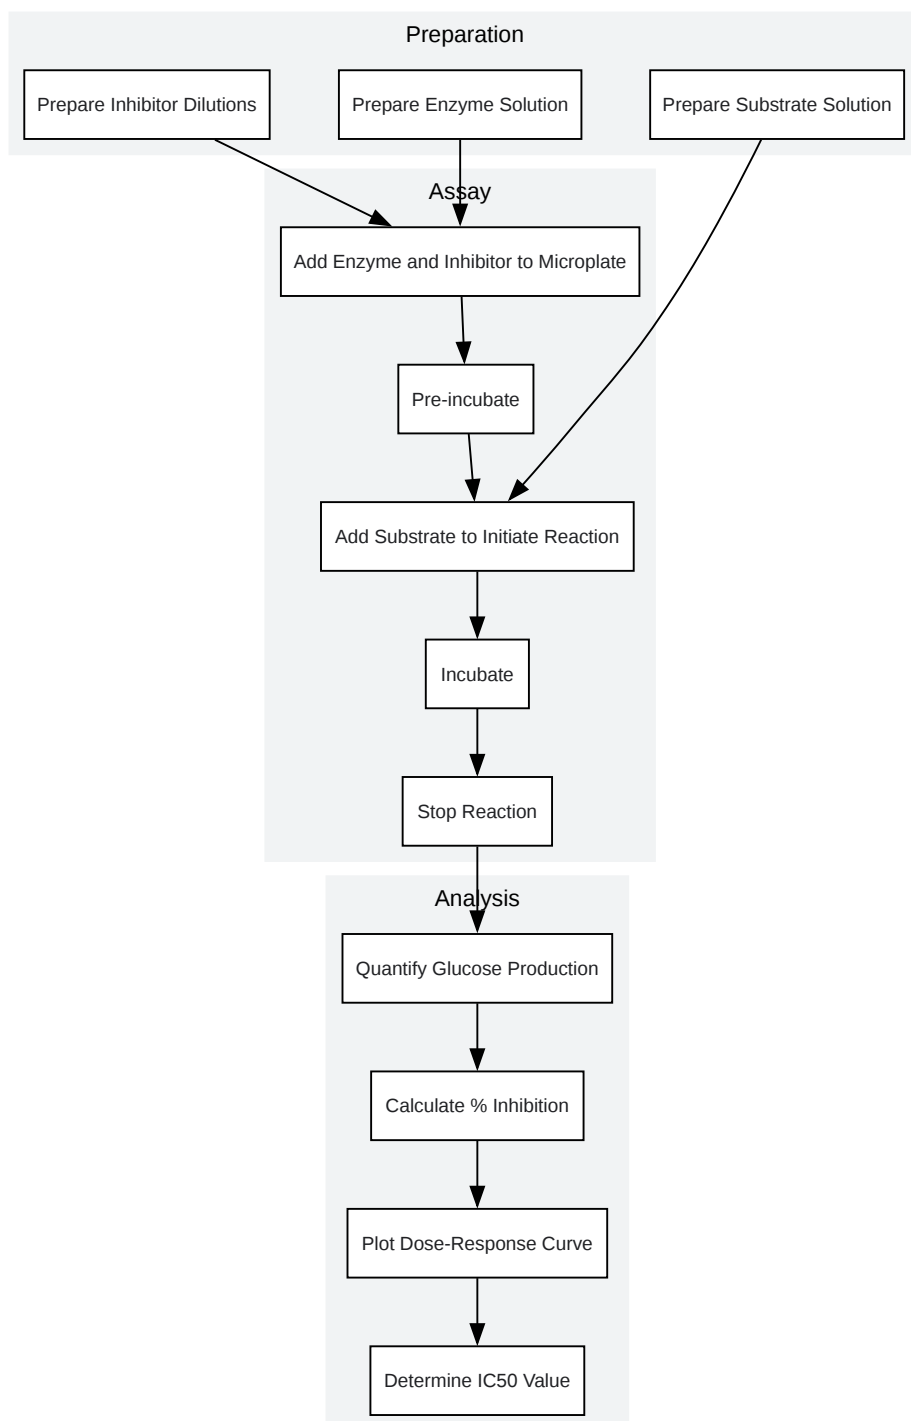 Preparation
Prepare Inhibitor Dilutions
Prepare Enzyme Solution
Prepare Substrate Solution
Assay
Add Enzyme and Inhibitor to Microplate
Pre-incubate
Add Substrate to Initiate Reaction
Incubate
Stop Reaction
Analysis
Quantify Glucose Production
Calculate % Inhibition
Plot Dose-Response Curve
Determine IC50 Value